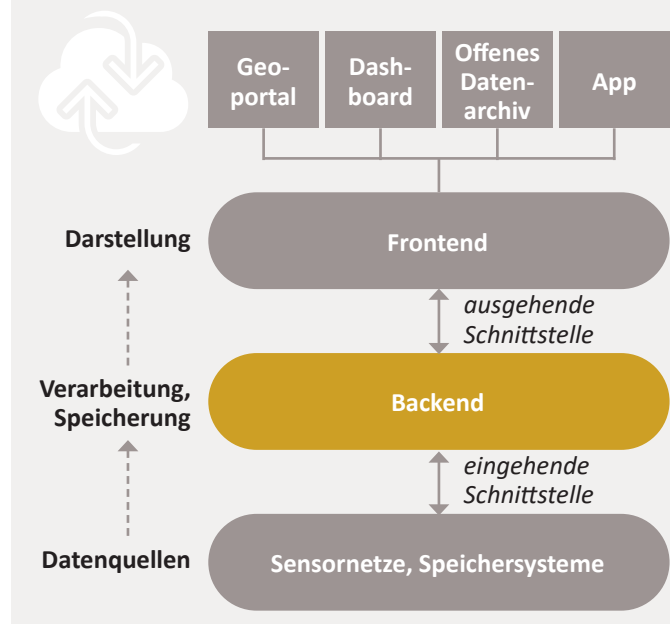 Geo-
portal
Dash-
board
Offenes
Daten-
archiv
App
Darstellung
Frontend
ausgehende
Schnittstelle
Verarbeitung,
Speicherung
Backend
eingehende
Schnittstelle
Datenquellen
Sensornetze, Speichersysteme